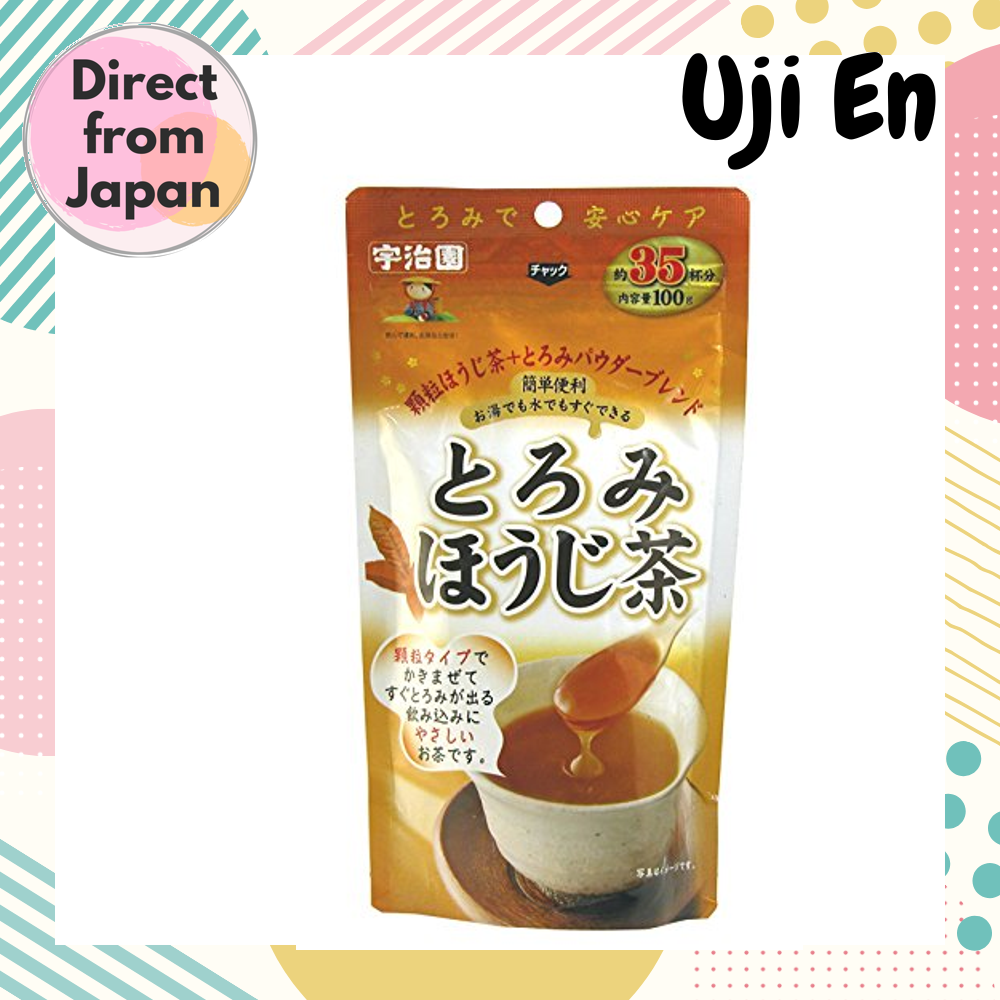 Direct
from
Japan
Uji En
とろみで 安心ケア
宇治園
チャック
約35杯分
内容量100g
顆粒ほうじ茶+とろみパウダーブレンド
簡単便利
お湯でも水でもすぐできる
とろみ
ほうじ茶
顆粒タイプで
かきまぜて
すぐとろみが出る
飲み込みに
やさしい
お茶です。
写真はイメージです。